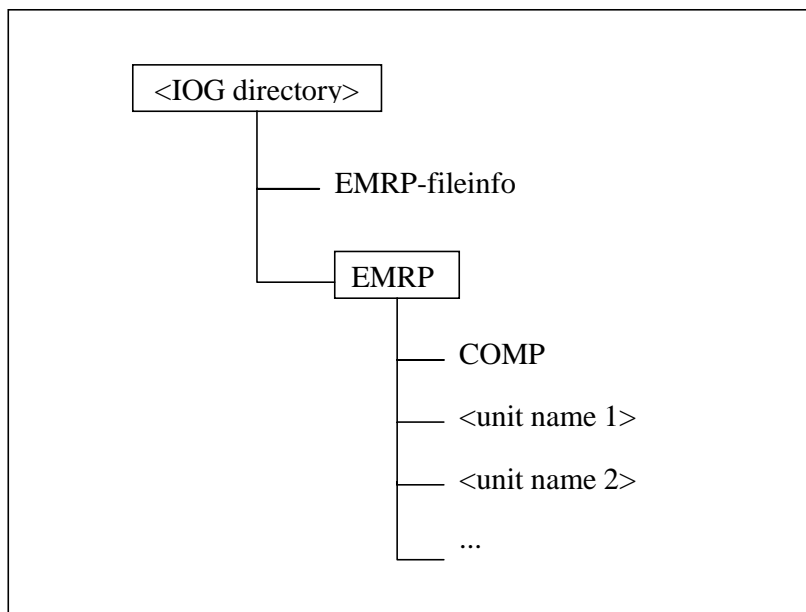 <IOG directory>
EMRP-fileinfo
EMRP
COMP
<unit name 1>
<unit name 2>
...